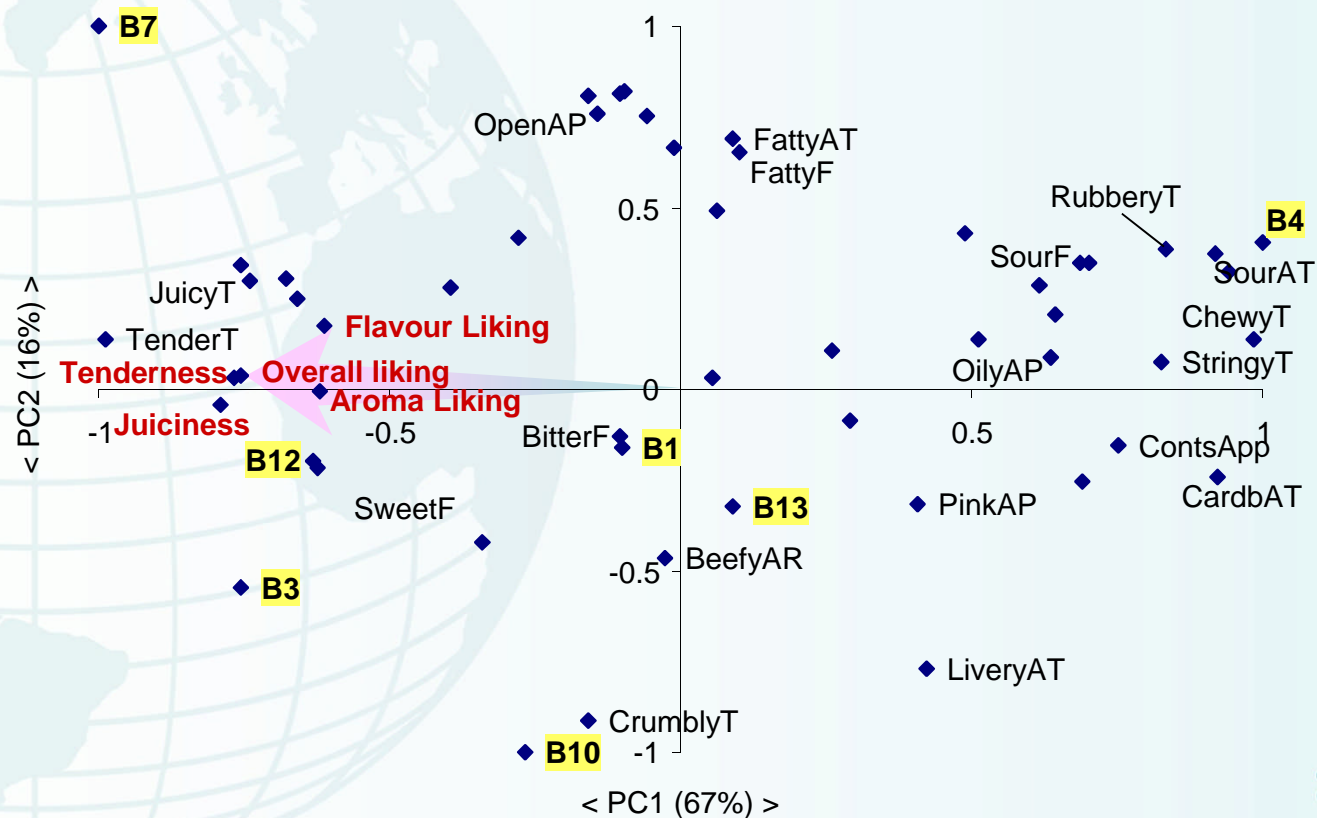 B7
1
OpenAP
FattyAT
FattyF
0.5
RubberyT
B4
SourF
SourAT
JuicyT
ChewyT
Flavour Liking
TenderT
StringyT
Tenderness
Overall liking
OilyAP
0
Aroma Liking
Juiciness
-1
-0.5
0.5
1
BitterF
B1
ContsApp
B12
CardbAT
SweetF
B13
PinkAP
BeefyAR
-0.5
B3
LiveryAT
CrumblyT
B10
-1
< PC1 (67%) >
< PC2 (16%) >